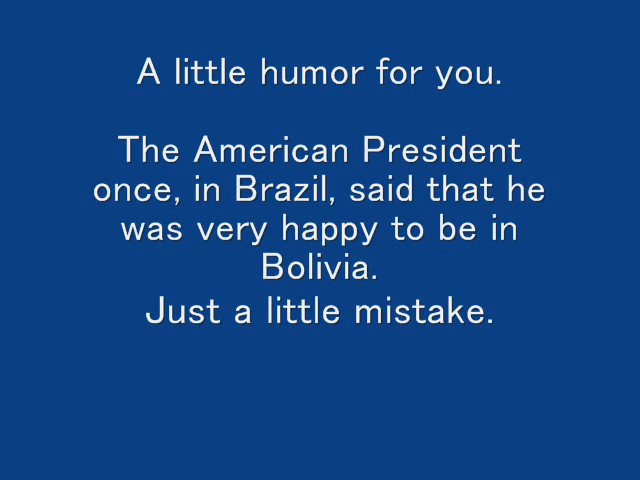 A little humor for you.
The American President
once, in Brazil, said that he
was very happy to be in
Bolivia.
Just a little mistake.